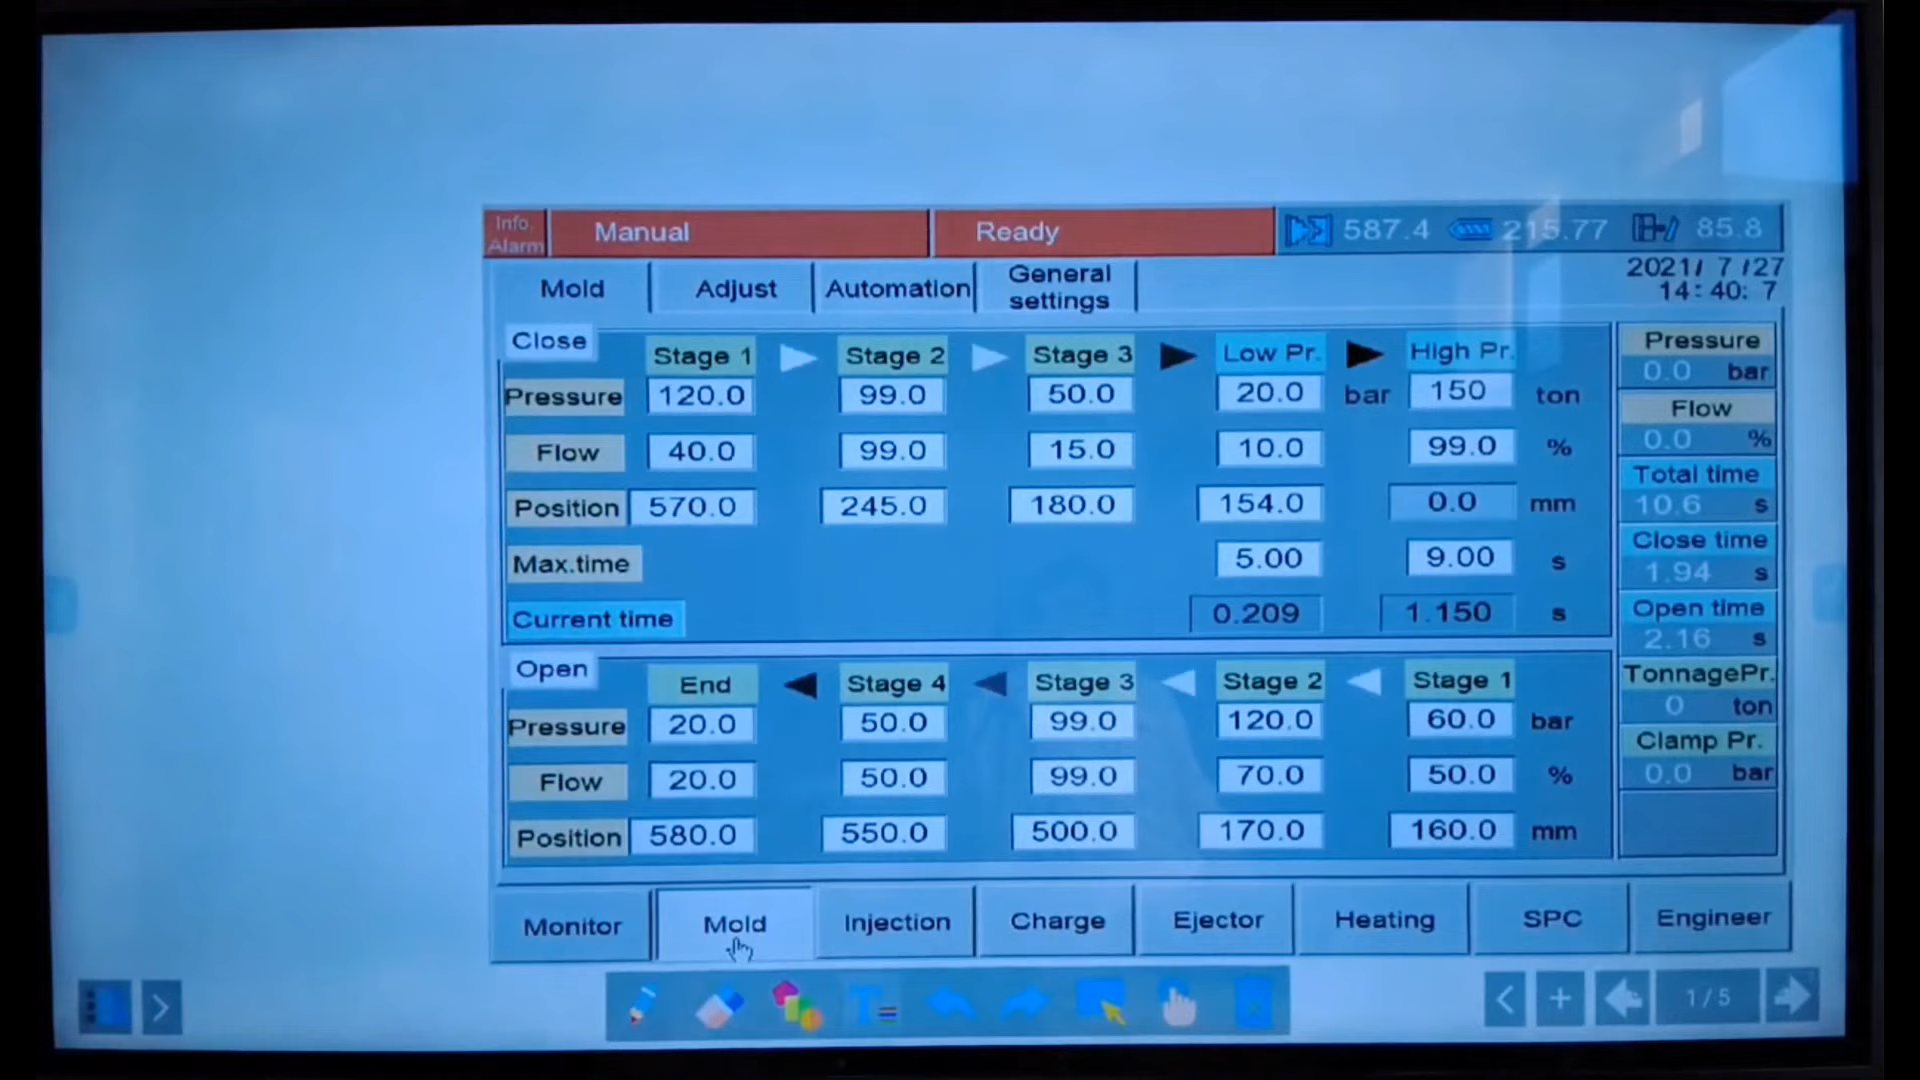 Info. Manual Ready 587.4 215.77 85.8
Alarm
Mold Adjust Automation General settings 2021/ 7 /27
14: 40: 7
Close
Stage 1 Stage 2 Stage 3 Low Pr. High Pr.
Pressure 120.0 99.0 50.0 20.0 bar 150 ton
Flow 40.0 99.0 15.0 10.0 99.0 %
Position 570.0 245.0 180.0 154.0 0.0 mm
Max.time 5.00 9.00 s
Current time 0.209 1.150 s
Open
End Stage 4 Stage 3 Stage 2 Stage 1
Pressure 20.0 50.0 99.0 120.0 60.0 bar
Flow 20.0 50.0 99.0 70.0 50.0 %
Position 580.0 550.0 500.0 170.0 160.0 mm
Pressure
0.0 bar
Flow
0.0 %
Total time
10.6 s
Close time
1.94 s
Open time
2.16 s
TonnagePr.
0 ton
Clamp Pr.
0.0 bar
Monitor Mold Injection Charge Ejector Heating SPC Engineer
1 / 5